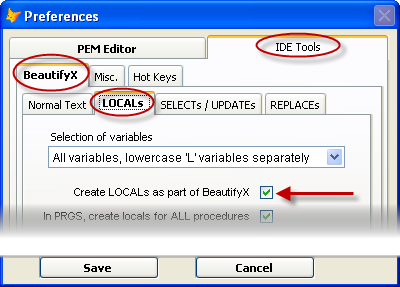 Preferences
PEM Editor IDE Tools
BeautifyX Misc. Hot Keys
Normal Text LOCALs SELECTs / UPDATEs REPLACEs
Selection of variables
All variables, lowercase 'L' variables separately
Create LOCALs as part of BeautifyX
In PRGS, create locals for ALL procedures
Save Cancel